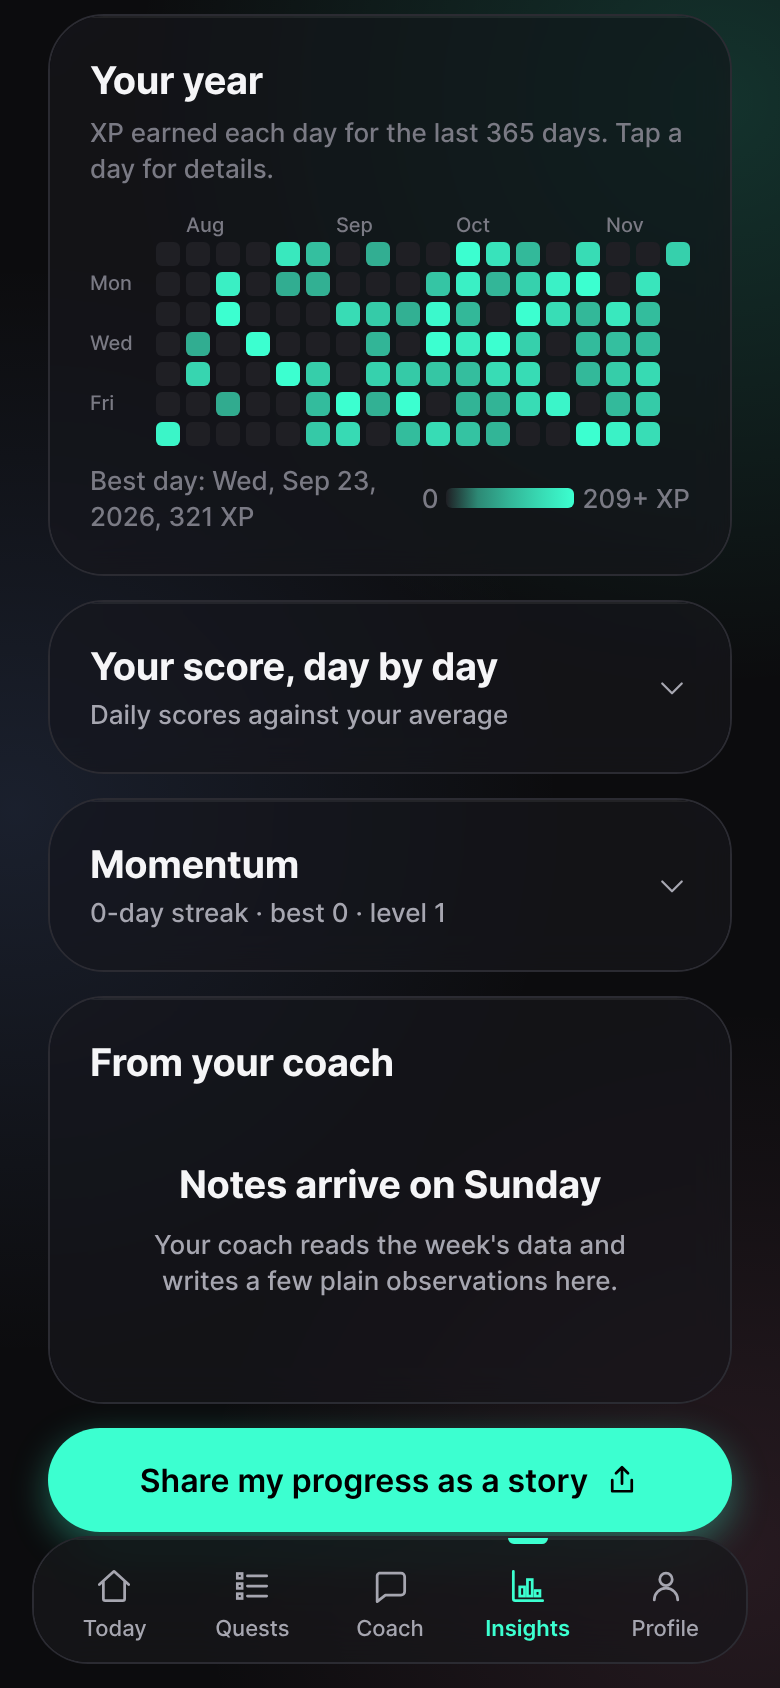 Your year
XP earned each day for the last 365 days. Tap a
day for details.
Aug Sep Oct Nov
Mon
Wed
Fri
Best day: Wed, Sep 23,
2026, 321 XP
0 209+ XP
Your score, day by day
Daily scores against your average
Momentum
0-day streak · best 0 · level 1
From your coach
Notes arrive on Sunday
Your coach reads the week's data and
writes a few plain observations here.
Share my progress as a story
Today Quests Coach Insights Profile